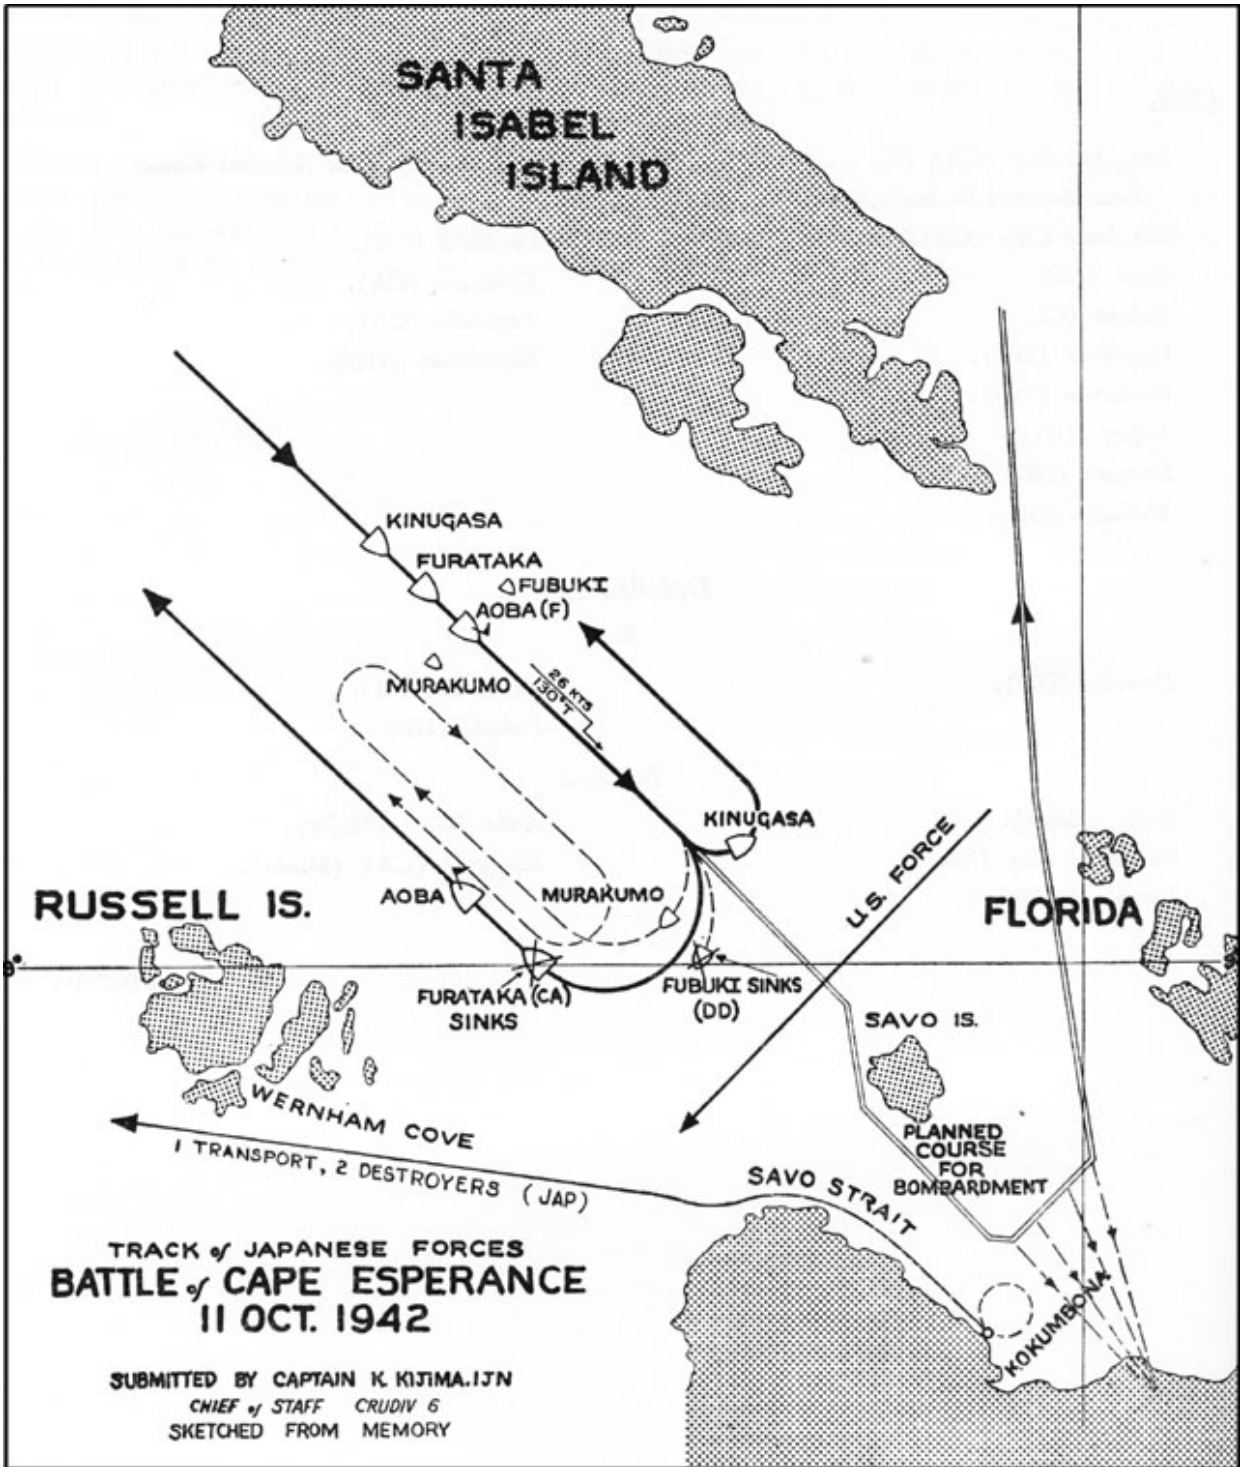 SANTA
ISABEL
ISLAND
KINUGASA
FURATAKA
FUBUKI
AOBA (F)
MURAKUMO
26 KTS
130°T
KINUGASA
U.S. FORCE
AOBA
MURAKUMO
RUSSELL IS.
FLORIDA
FURATAKA (CA)
SINKS
FUBUKI SINKS
(DD)
SAVO IS.
WERNHAM COVE
1 TRANSPORT, 2 DESTROYERS (JAP)
PLANNED
COURSE
FOR
BOMBARDMENT
SAVO STRAIT
KOKUMBONA
TRACK of JAPANESE FORCES
BATTLE of CAPE ESPERANCE
11 OCT. 1942
SUBMITTED BY CAPTAIN K. KIJIMA.IJN
CHIEF of STAFF CRUDIV 6
SKETCHED FROM MEMORY